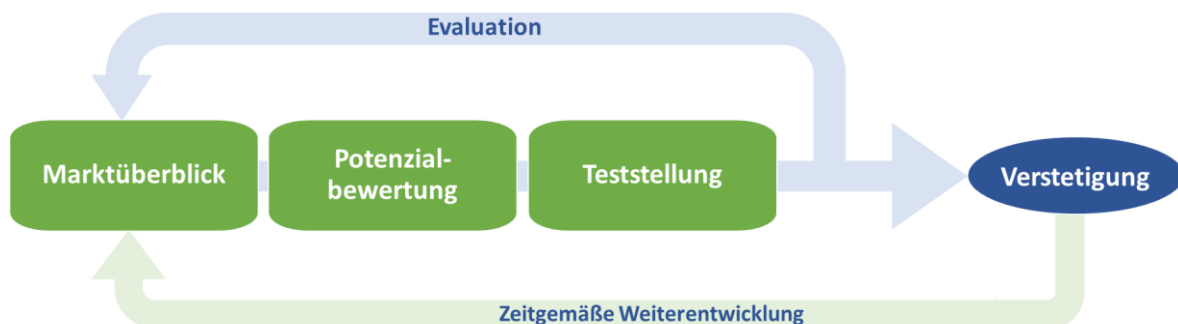 Evaluation
Marktüberblick
Potenzial-
bewertung
Teststellung
Verstetigung
Zeitgemäße Weiterentwicklung